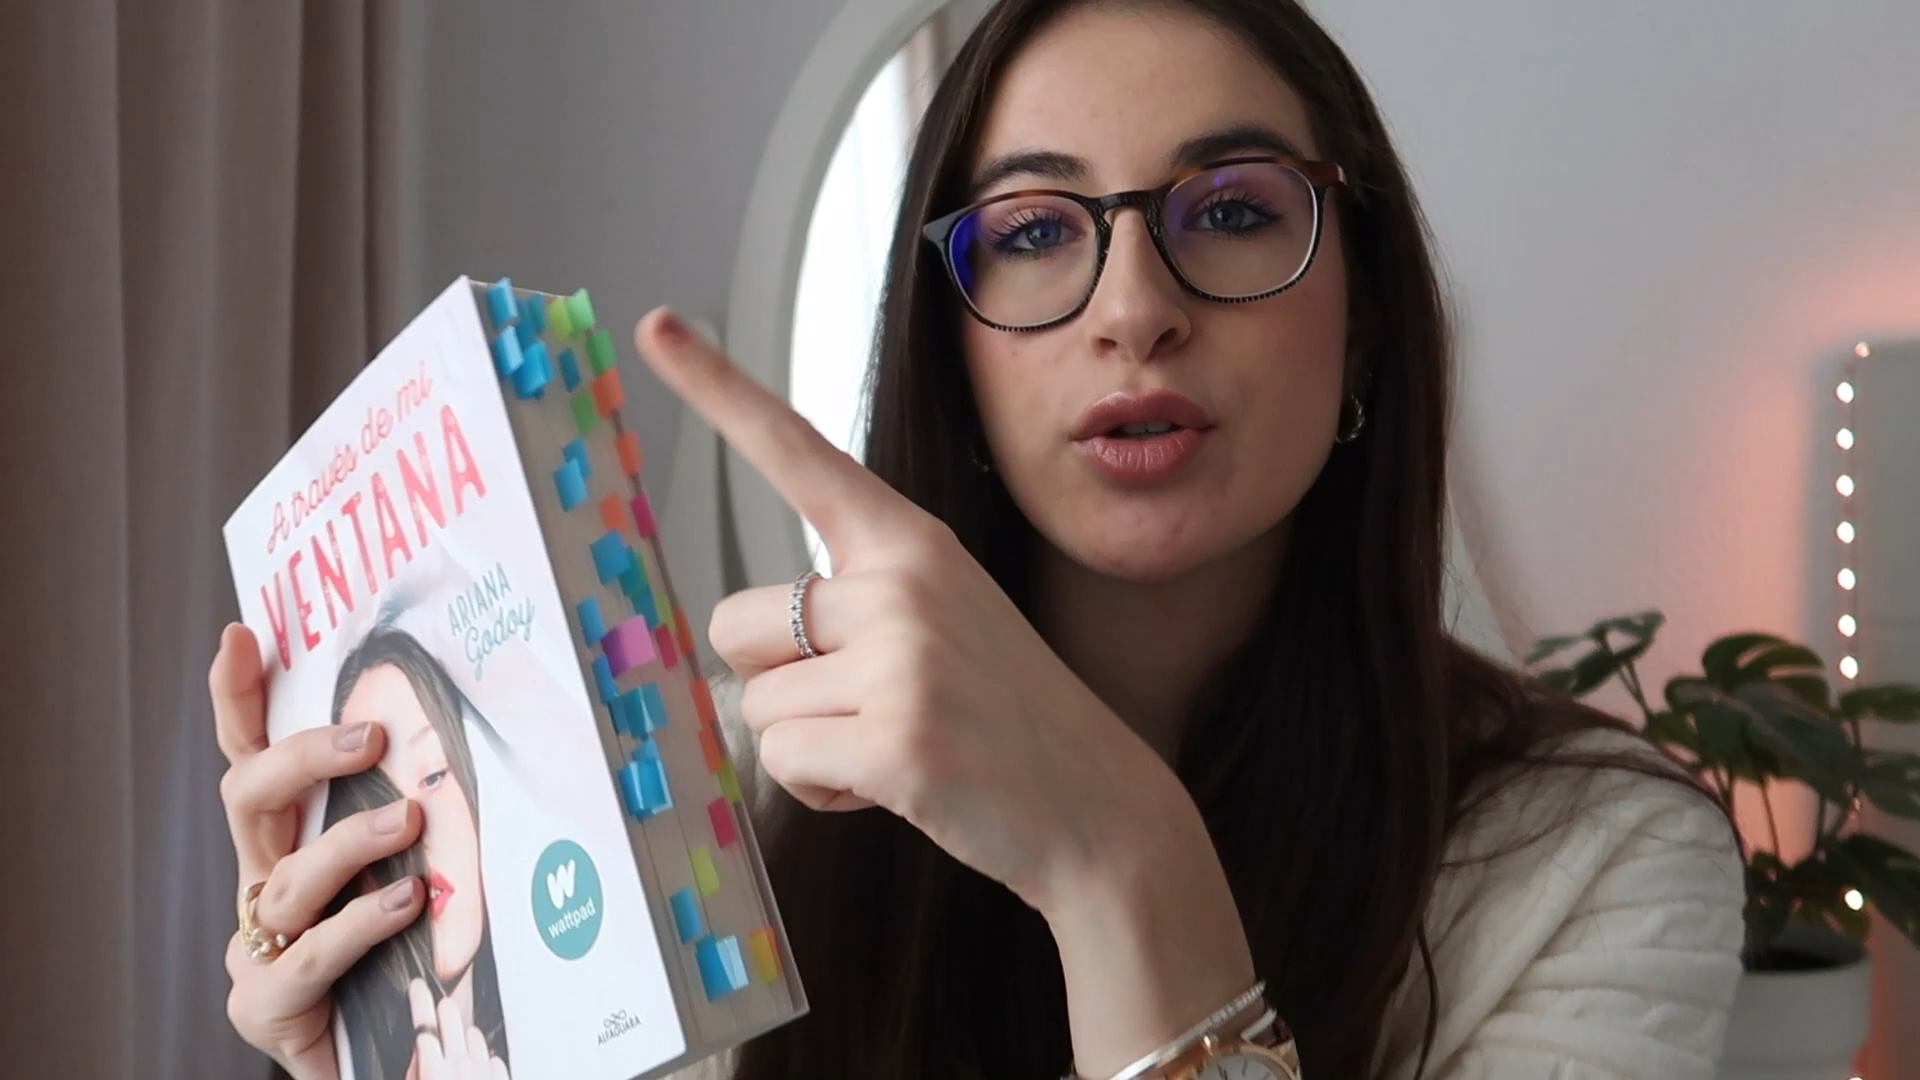 A través de mi
VENTANA
ARIANA
Godoy
W
wattpad
ALFAGUARA